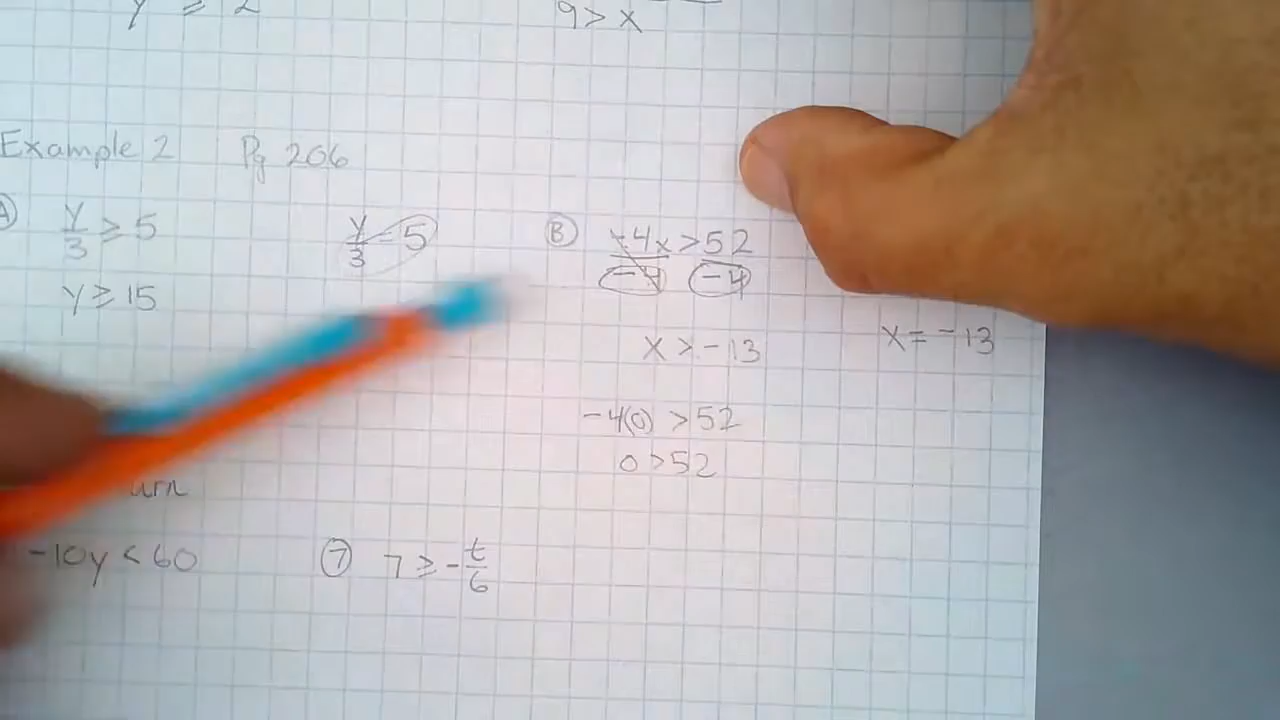 y ≥ 2
9 > x
Example 2 Pg 206
A y/3 ≥ 5
y ≥ 15
y/3 = 5
B -4x > 52
-4 -4
x > -13
x = -13
-4(0) > 52
0 > 52
-10y < 60
7 7 ≥ -t/6